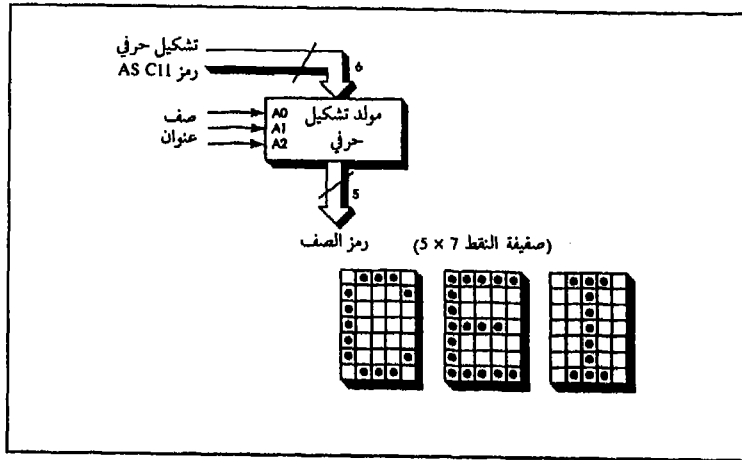 تشكيل حرفي
رمز AS C11
6
صف
عنوان
A0
A1
A2
مولد تشكيل
حرفي
5
رمز الصف
(صفيفة النقط 7 × 5)